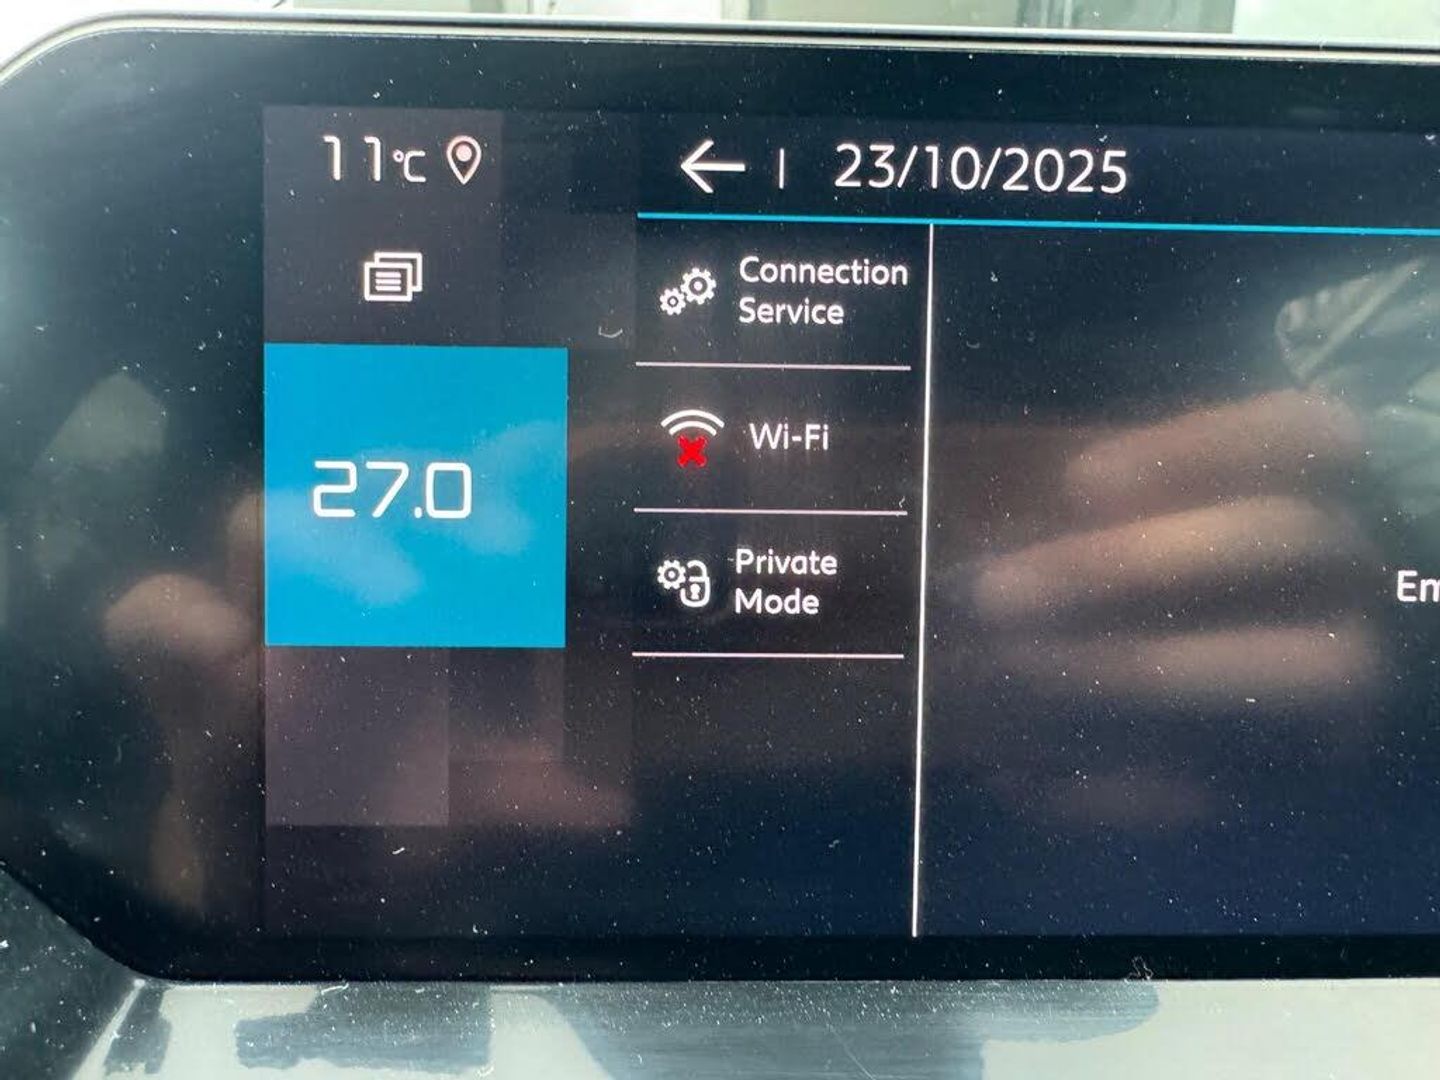 11°C
23/10/2025
Connection
Service
27.0
Wi-Fi
Private
Mode